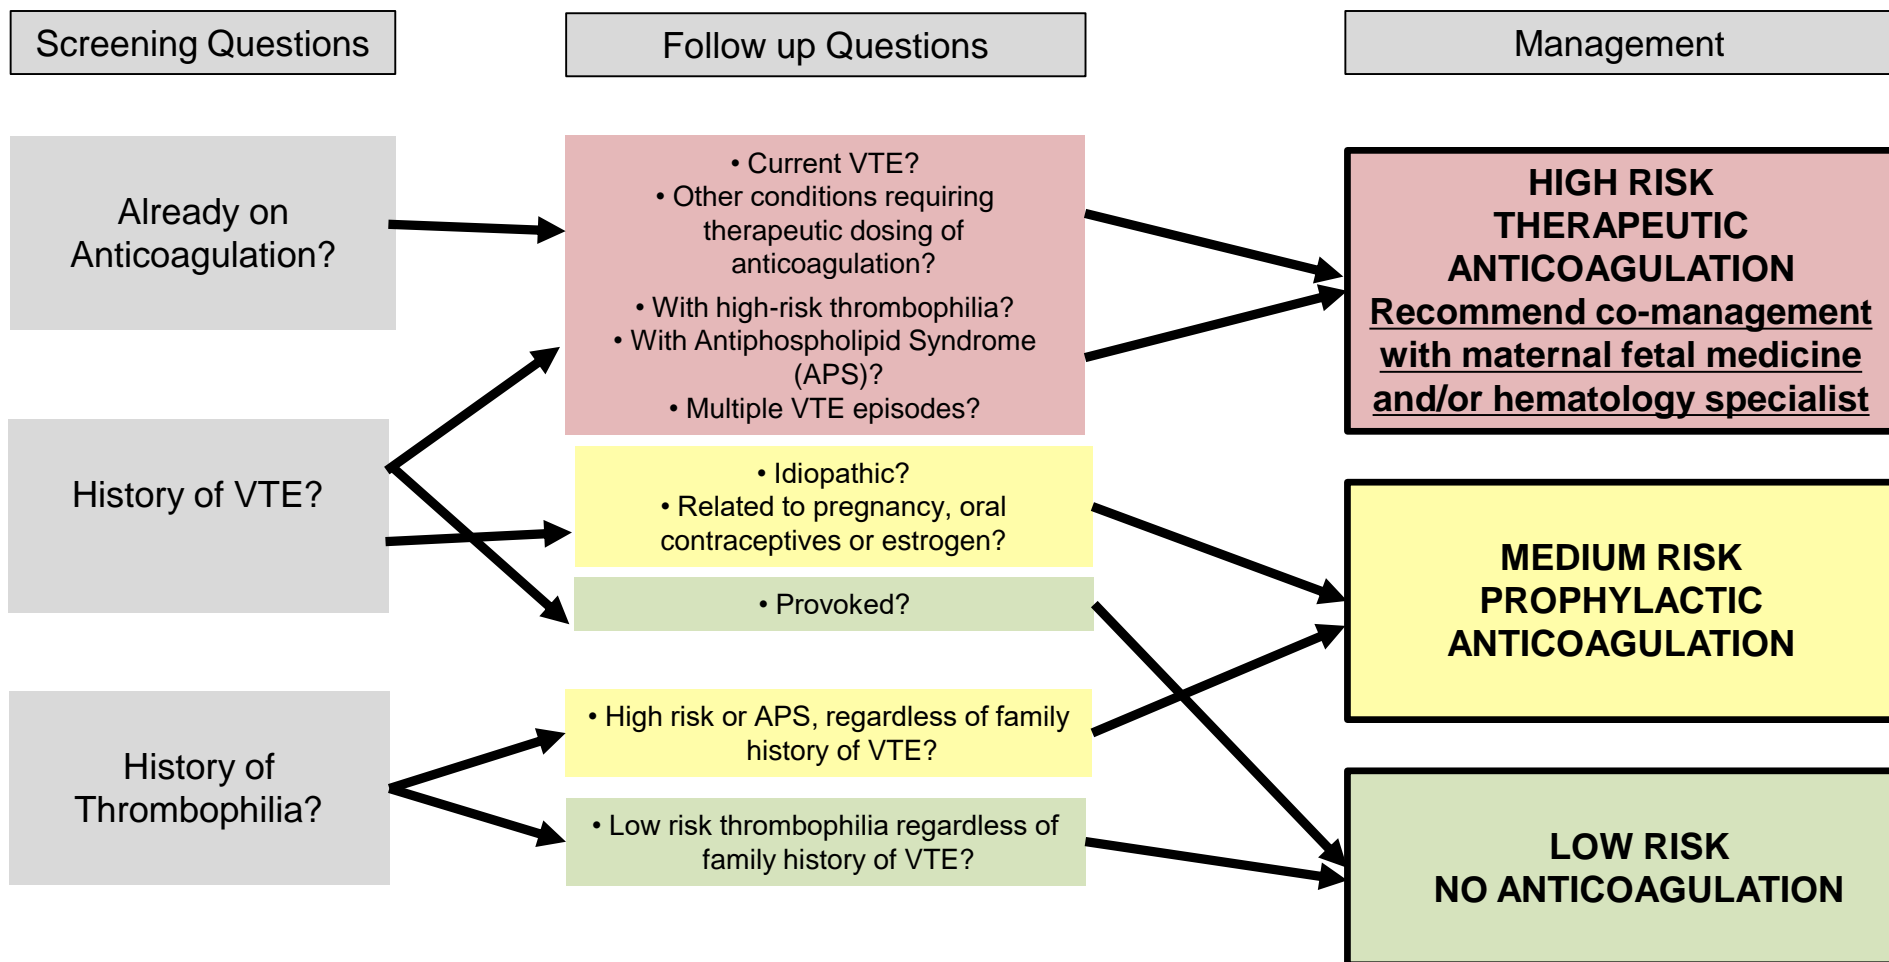 Screening Questions
Follow up Questions
Management
Already on
Anticoagulation?
• Current VTE?
• Other conditions requiring
therapeutic dosing of
anticoagulation?
• With high-risk thrombophilia?
• With Antiphospholipid Syndrome
(APS)?
• Multiple VTE episodes?
HIGH RISK
THERAPEUTIC
ANTICOAGULATION
Recommend co-management
with maternal fetal medicine
and/or hematology specialist
History of VTE?
• Idiopathic?
• Related to pregnancy, oral
contraceptives or estrogen?
• Provoked?
MEDIUM RISK
PROPHYLACTIC
ANTICOAGULATION
History of
Thrombophilia?
• High risk or APS, regardless of family
history of VTE?
• Low risk thrombophilia regardless of
family history of VTE?
LOW RISK
NO ANTICOAGULATION